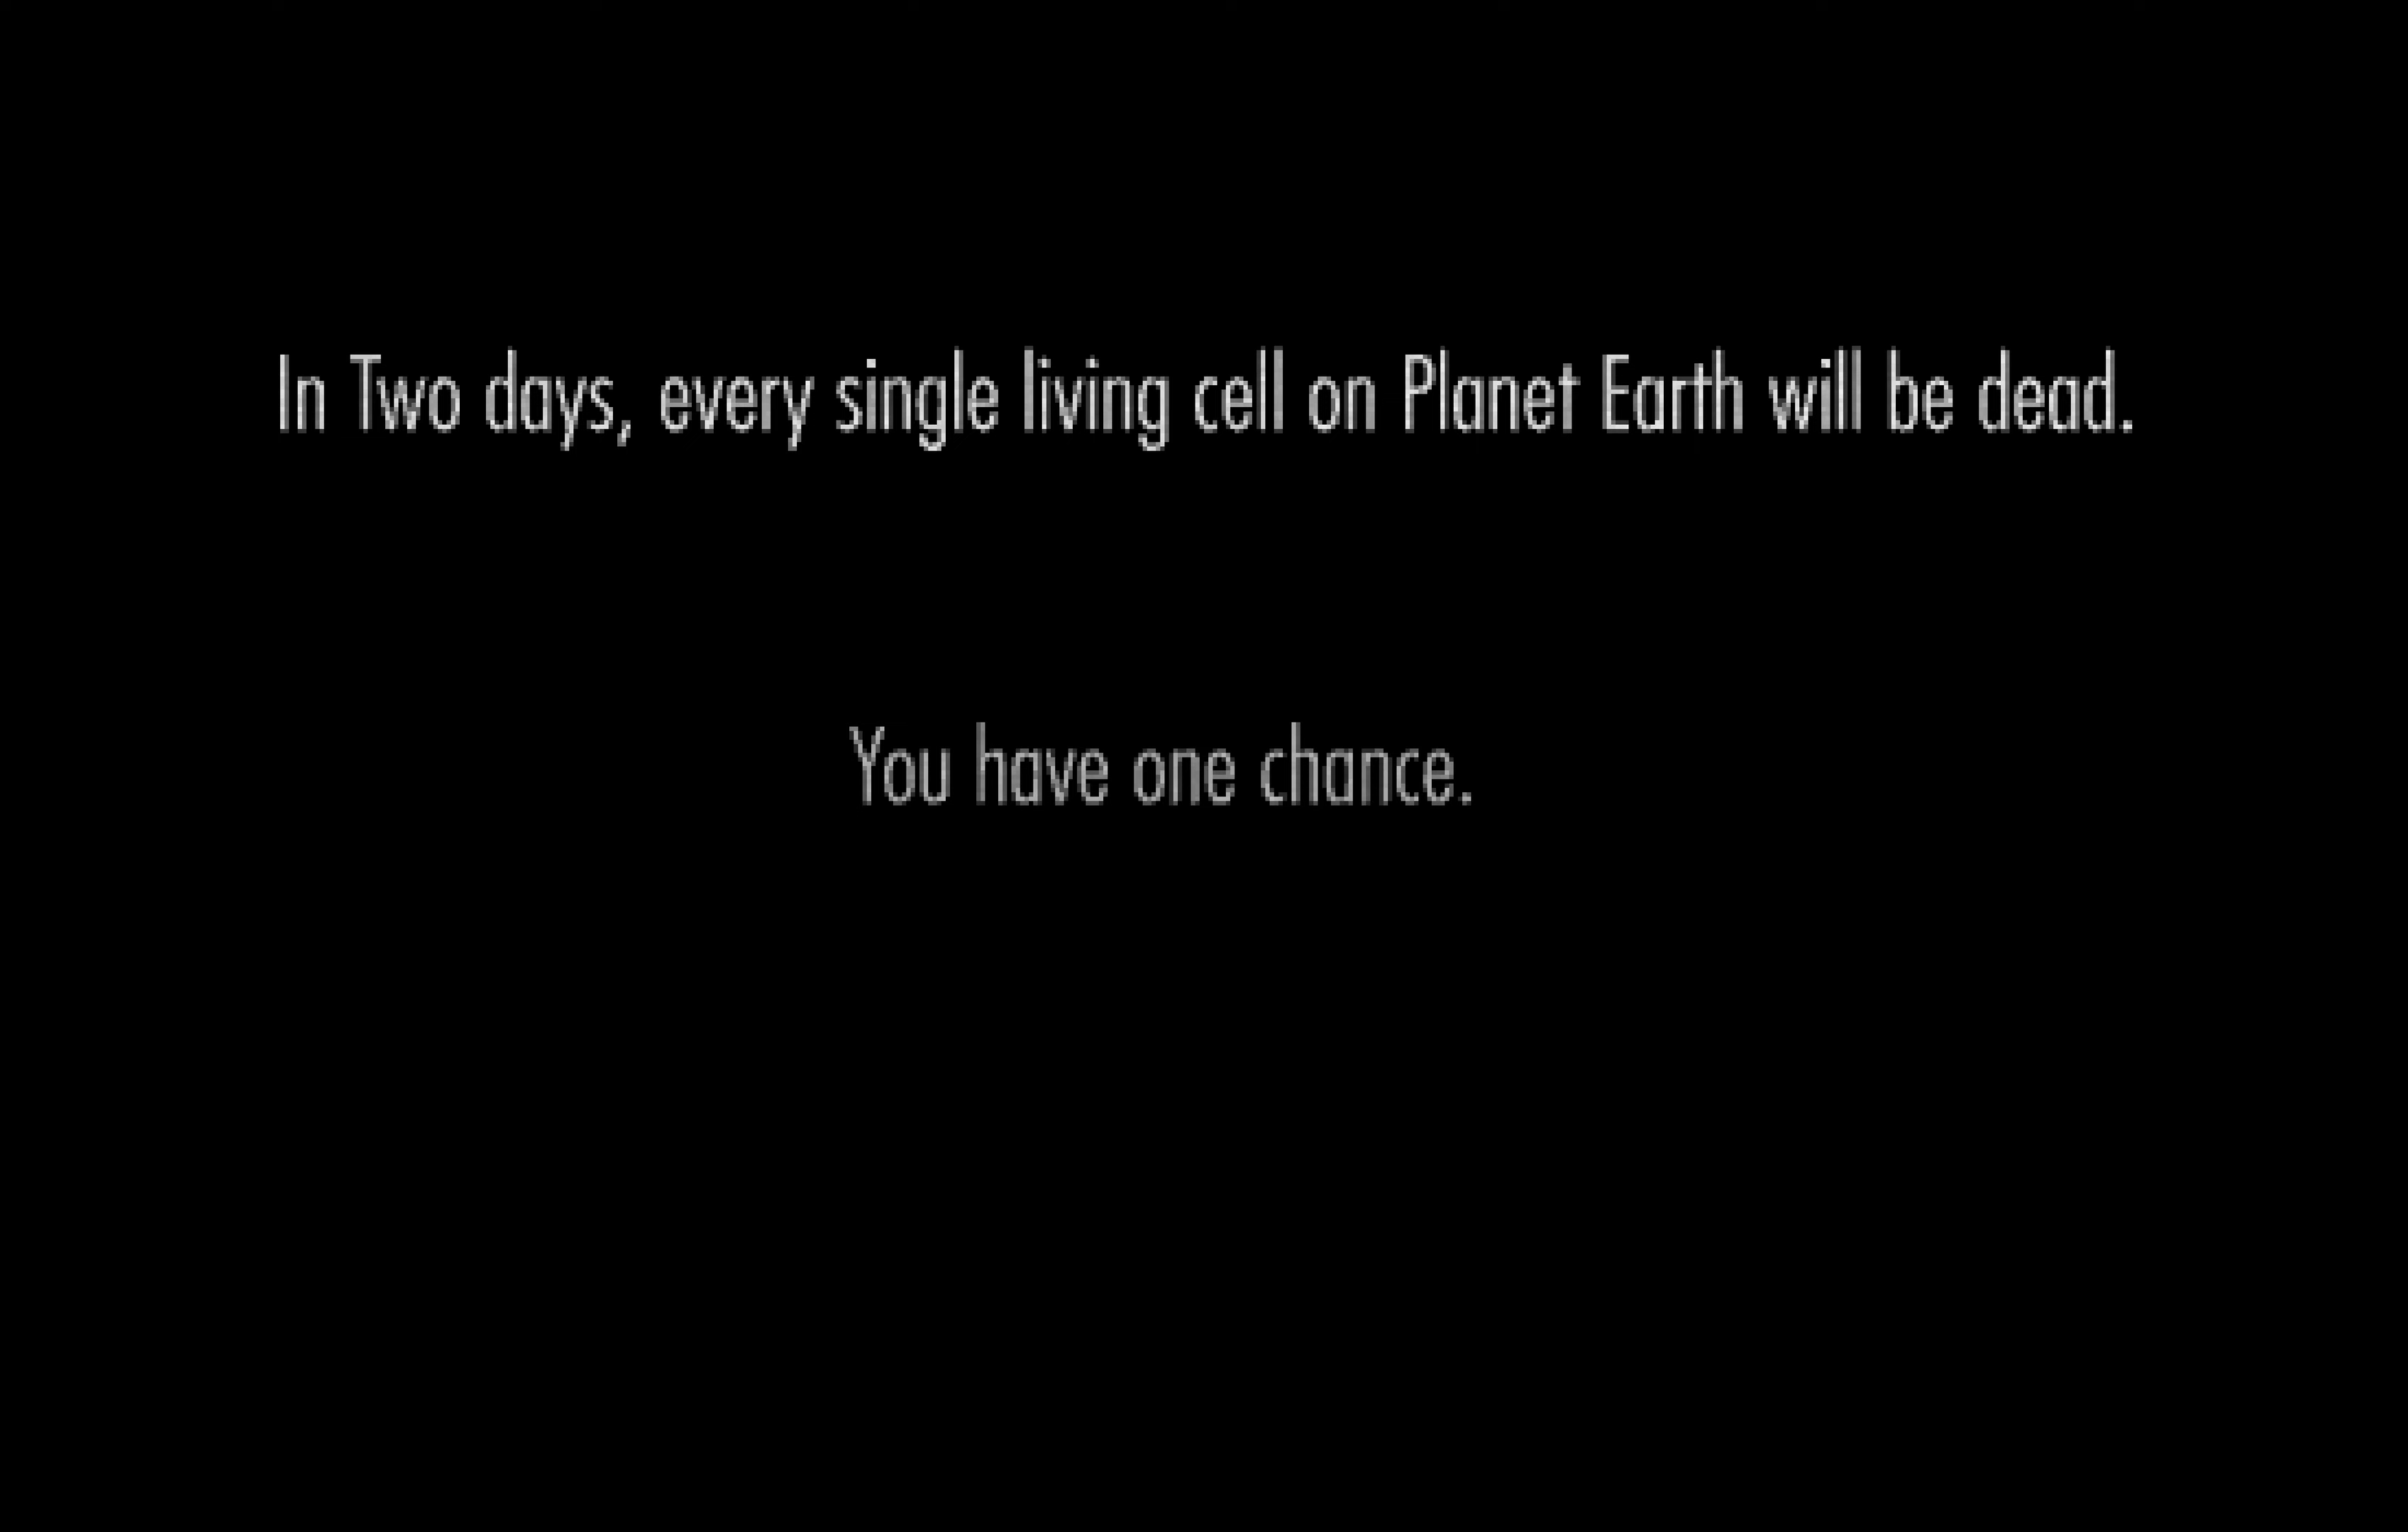 In Two days, every single living cell on Planet Earth will be dead.
You have one chance.